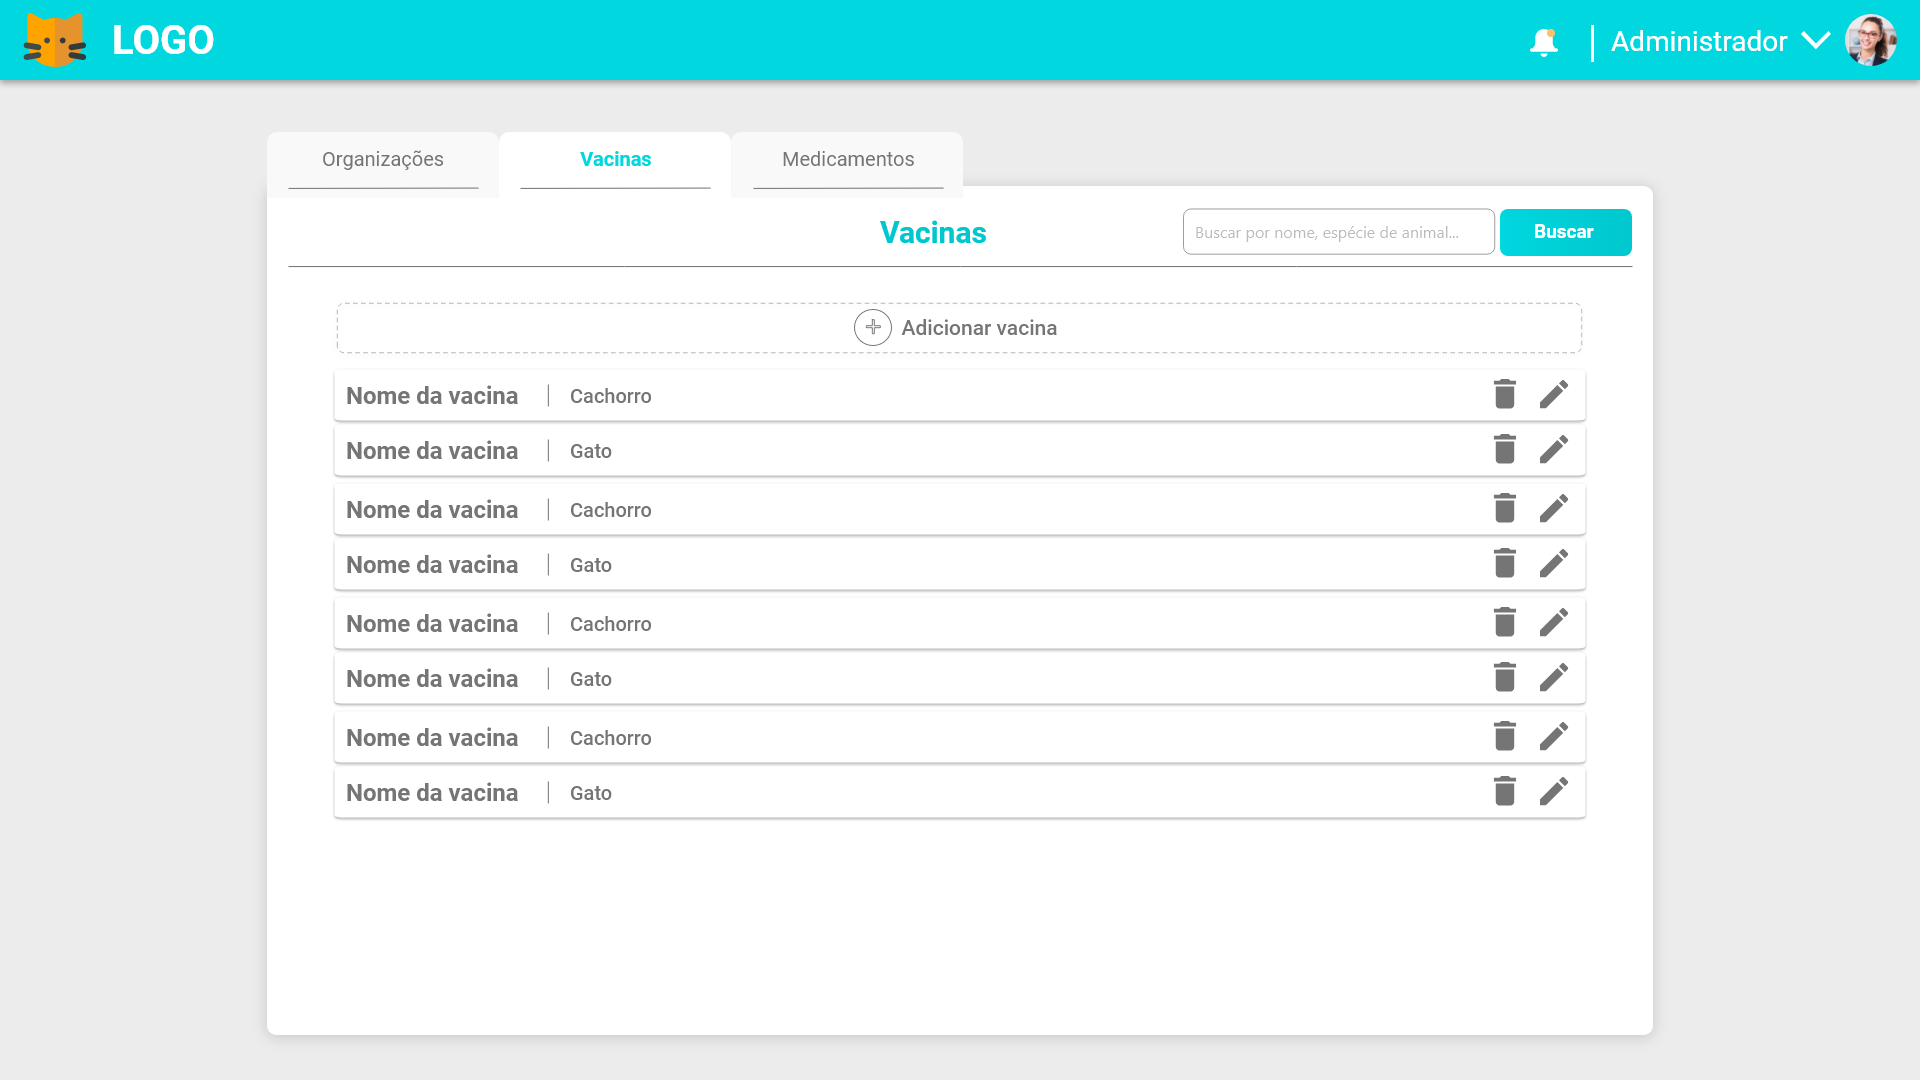 LOGO
Administrador
Organizações
Vacinas
Medicamentos
Vacinas
Buscar por nome, espécie de animal...
Buscar
Adicionar vacina
Nome da vacina | Cachorro
Nome da vacina | Gato
Nome da vacina | Cachorro
Nome da vacina | Gato
Nome da vacina | Cachorro
Nome da vacina | Gato
Nome da vacina | Cachorro
Nome da vacina | Gato